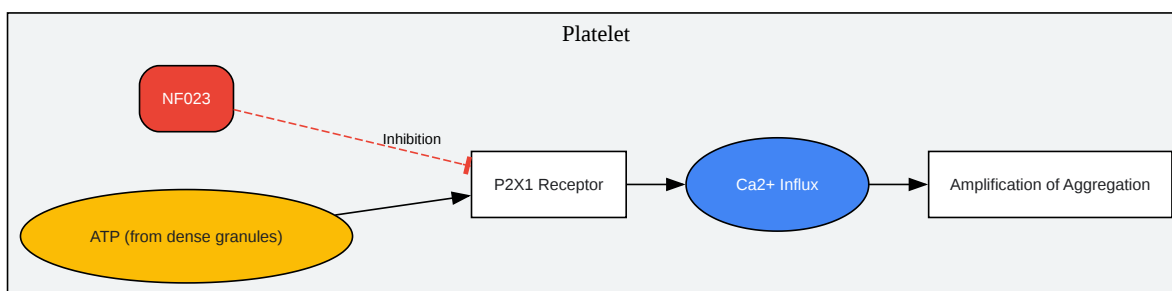 Platelet
NF023
Inhibition
P2X1 Receptor
Ca2+ Influx
Amplification of Aggregation
ATP (from dense granules)